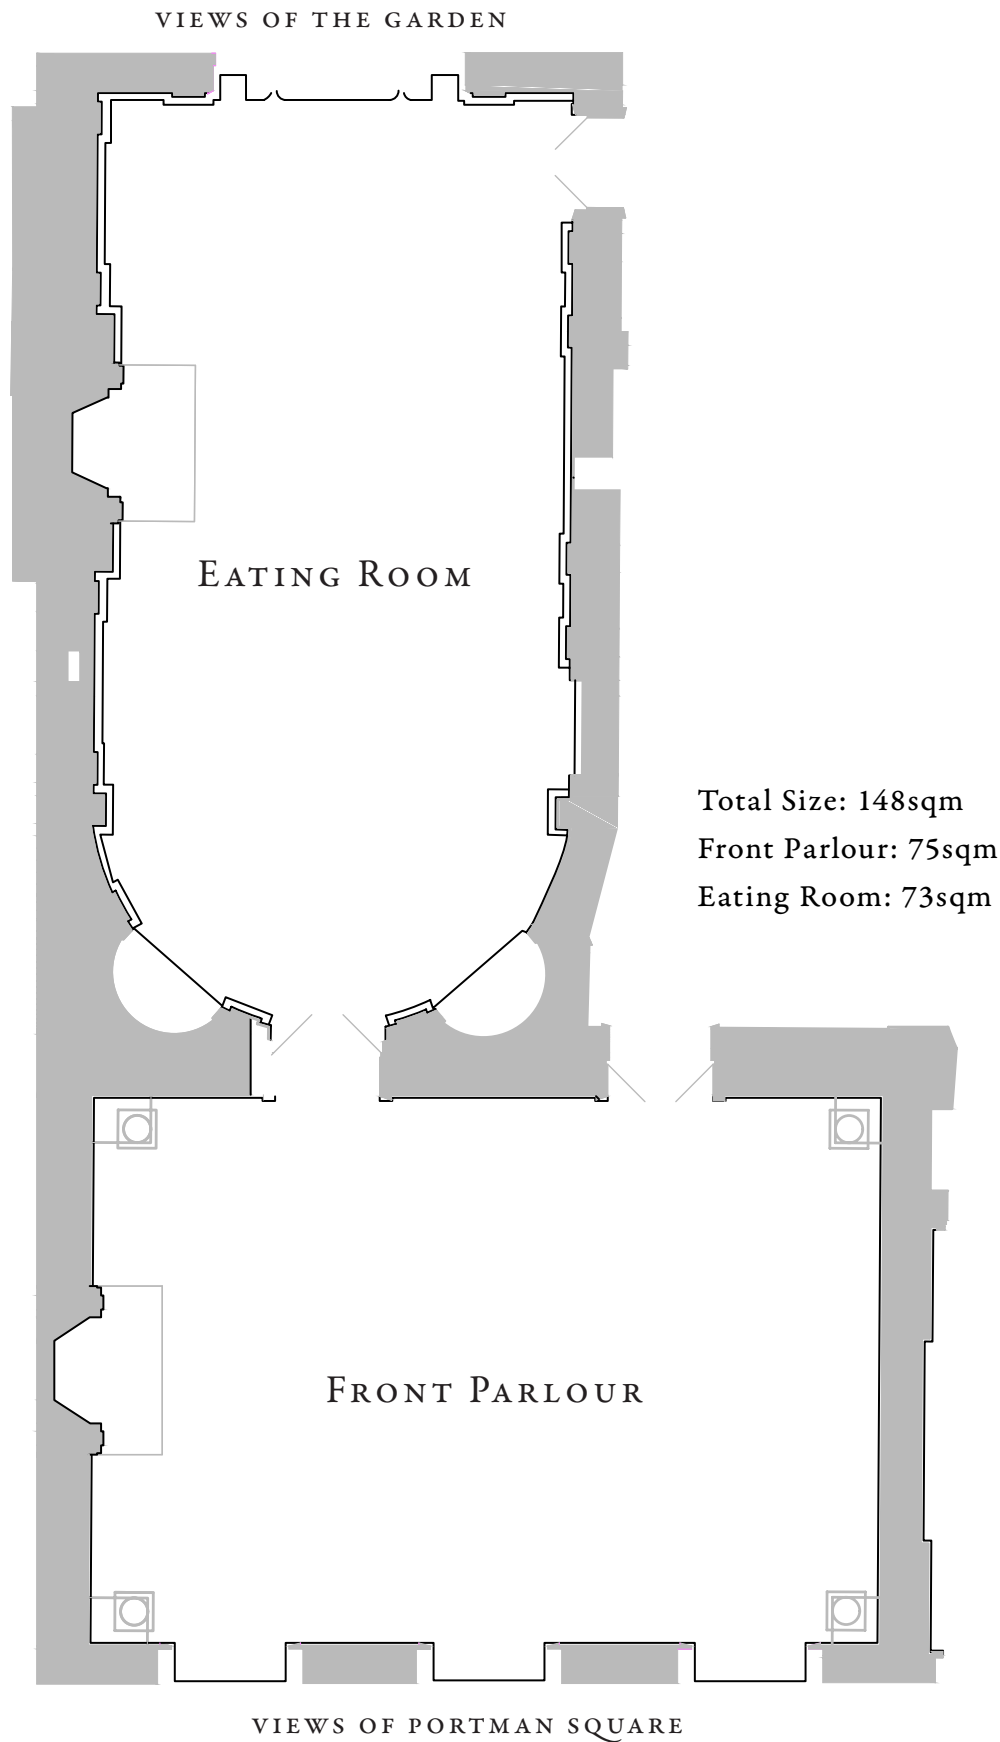 VIEWS OF THE GARDEN
EATING ROOM
Total Size: 148sqm
Front Parlour: 75sqm
Eating Room: 73sqm
FRONT PARLOUR
VIEWS OF PORTMAN SQUARE